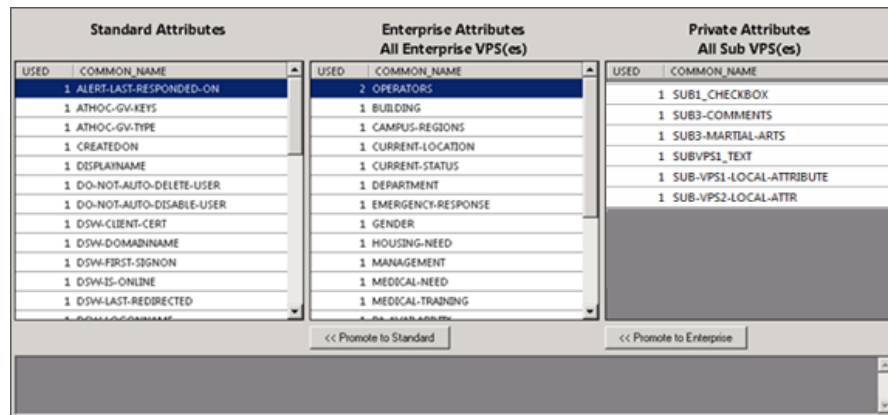 Standard Attributes
USED COMMON_NAME
1 ALERT-LAST-RESPONDED-ON
1 ATHOC-GV-KEYS
1 ATHOC-GV-TYPE
1 CREATEDON
1 DISPLAYNAME
1 DO-NOT-AUTO-DELETE-USER
1 DO-NOT-AUTO-DISABLE-USER
1 DSW-CLIENT-CERT
1 DSW-DOMAINNAME
1 DSW-FIRST-SIGNON
1 DSW-IS-ONLINE
1 DSW-LAST-REDIRECTED
Enterprise Attributes
All Enterprise VPS(es)
USED COMMON_NAME
2 OPERATORS
1 BUILDING
1 CAMPUS-REGIONS
1 CURRENT-LOCATION
1 CURRENT-STATUS
1 DEPARTMENT
1 EMERGENCY-RESPONSE
1 GENDER
1 HOUSING-NEED
1 MANAGEMENT
1 MEDICAL-NEED
1 MEDICAL-TRAINING
<< Promote to Standard
Private Attributes
All Sub VPS(es)
USED COMMON_NAME
1 SUB1_CHECKBOX
1 SUB3-COMMENTS
1 SUB3-MARTIAL-ARTS
1 SUBVPS1_TEXT
1 SUB-VPS1-LOCAL-ATTRIBUTE
1 SUB-VPS2-LOCAL-ATTR
<< Promote to Enterprise